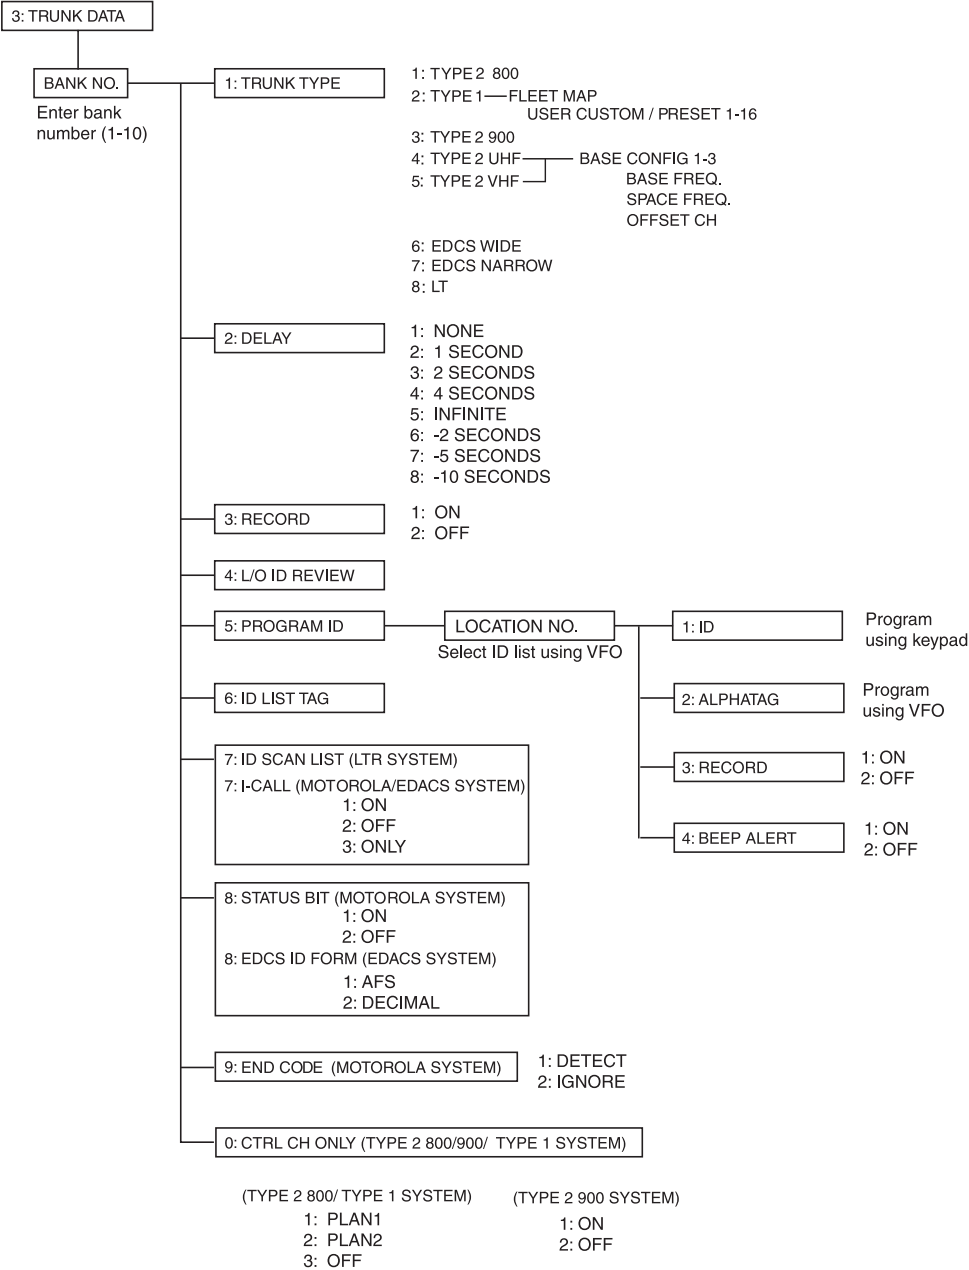 3: TRUNK DATA
BANK NO.
Enter bank
number (1-10)
1: TRUNK TYPE
1: TYPE 2 800
2: TYPE 1 FLEET MAP
USER CUSTOM / PRESET 1-16
3: TYPE 2 900
4: TYPE 2 UHF BASE CONFIG 1-3
5: TYPE 2 VHF BASE FREQ.
SPACE FREQ.
OFFSET CH
6: EDCS WIDE
7: EDCS NARROW
8: LT
2: DELAY
1: NONE
2: 1 SECOND
3: 2 SECONDS
4: 4 SECONDS
5: INFINITE
6: -2 SECONDS
7: -5 SECONDS
8: -10 SECONDS
3: RECORD
1: ON
2: OFF
4: L/O ID REVIEW
5: PROGRAM ID
LOCATION NO.
Select ID list using VFO
1: ID
Program
using keypad
6: ID LIST TAG
2: ALPHATAG
Program
using VFO
3: RECORD
1: ON
2: OFF
4: BEEP ALERT
1: ON
2: OFF
7: ID SCAN LIST (LTR SYSTEM)
7: I-CALL (MOTOROLA/EDACS SYSTEM)
1: ON
2: OFF
3: ONLY
8: STATUS BIT (MOTOROLA SYSTEM)
1: ON
2: OFF
8: EDCS ID FORM (EDACS SYSTEM)
1: AFS
2: DECIMAL
9: END CODE (MOTOROLA SYSTEM)
1: DETECT
2: IGNORE
0: CTRL CH ONLY (TYPE 2 800/900/ TYPE 1 SYSTEM)
(TYPE 2 800/ TYPE 1 SYSTEM)
1: PLAN1
2: PLAN2
3: OFF
(TYPE 2 900 SYSTEM)
1: ON
2: OFF